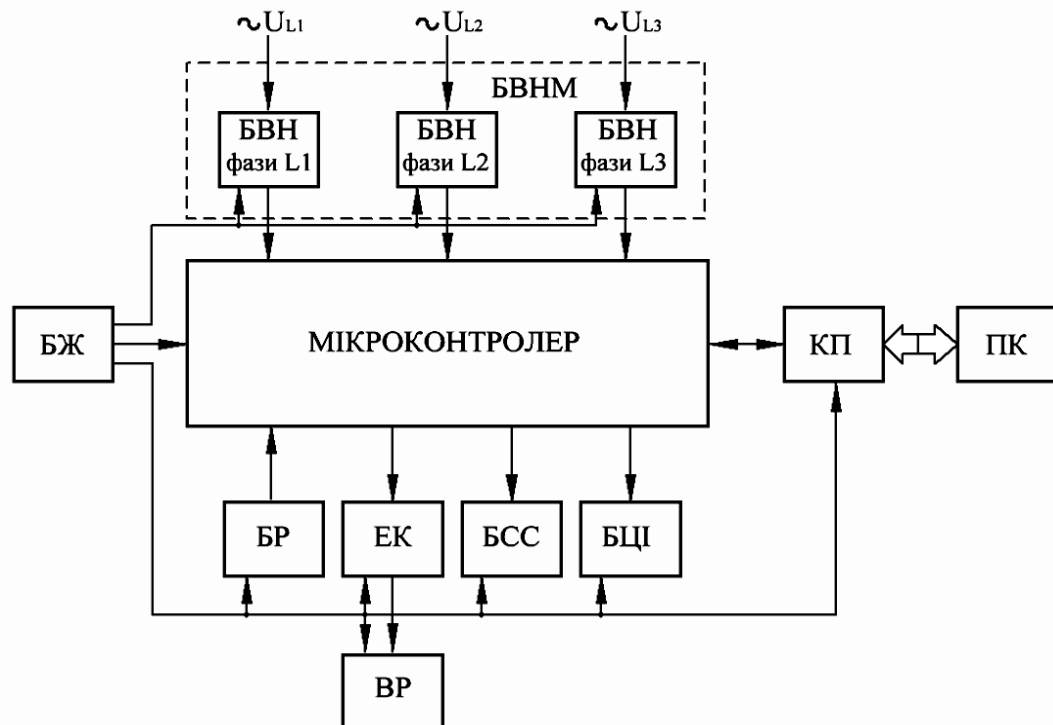 ~UL1 ~UL2 ~UL3
БВНМ
БВН БВН БВН
фази L1 фази L2 фази L3
БЖ МІКРОКОНТРОЛЕР КП ПК
БР ЕК БСС БЦІ
ВР